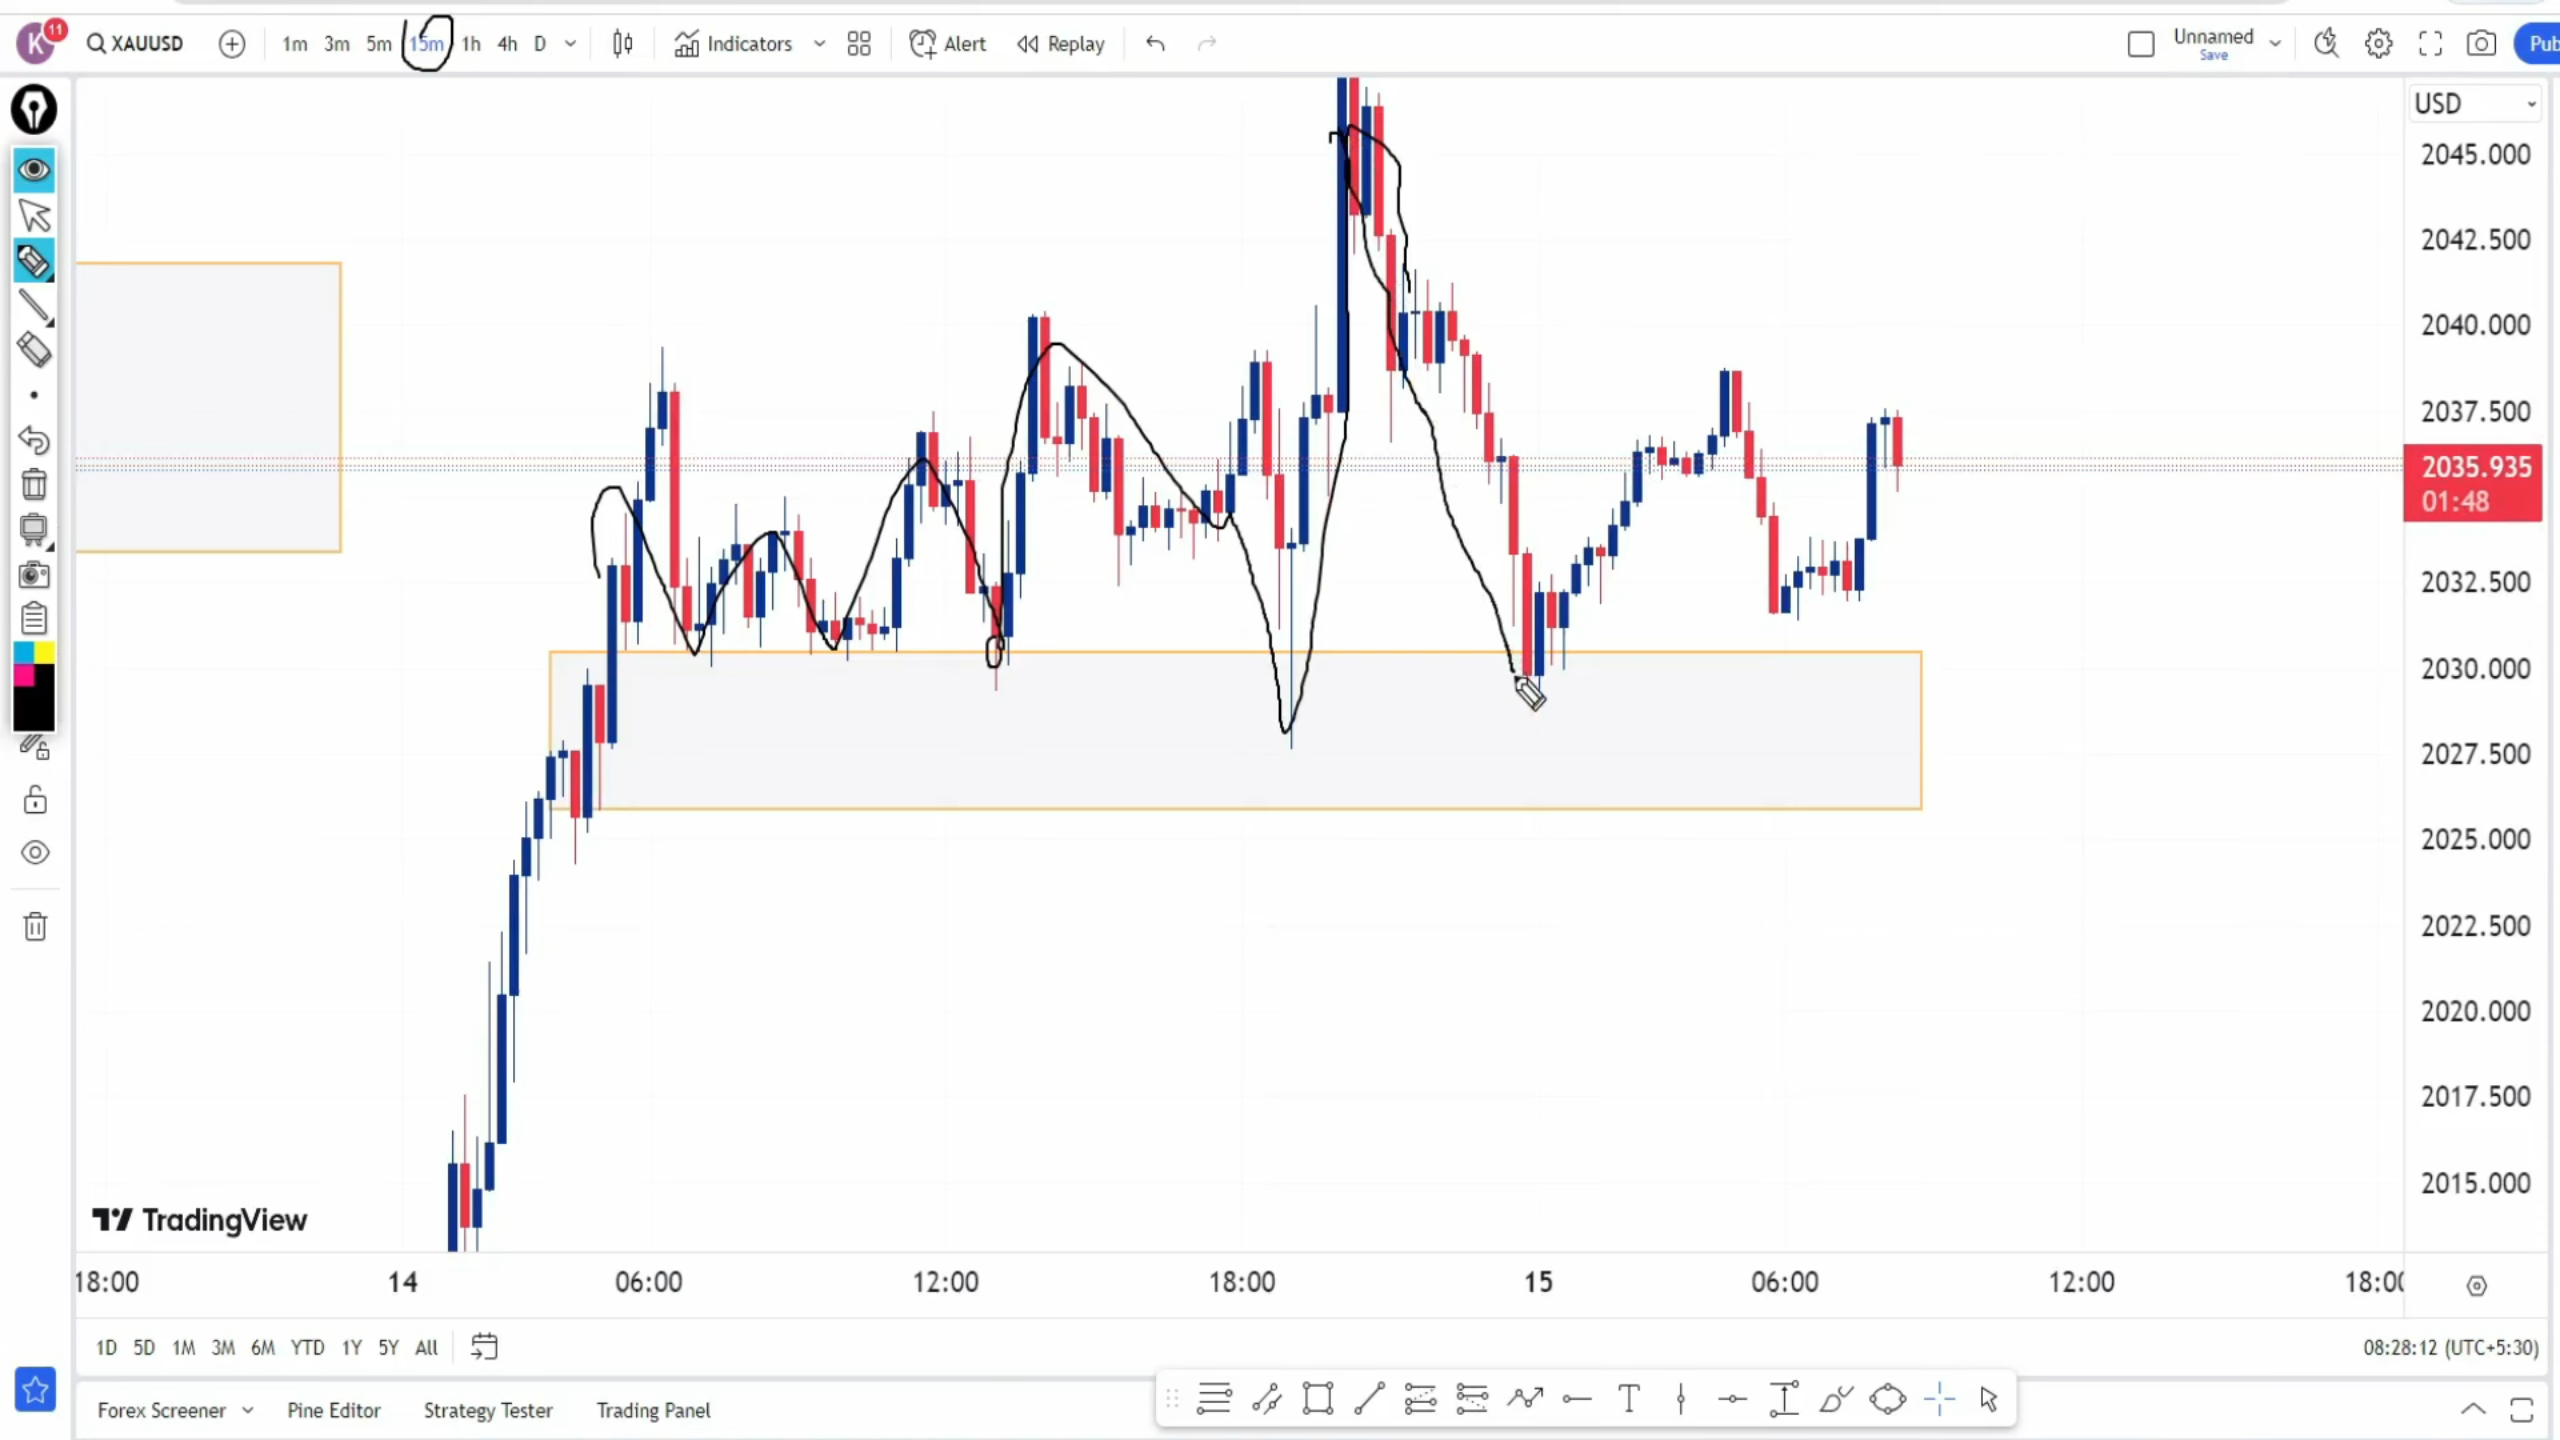 K 11 XAUUSD 1m 3m 5m 15m 1h 4h D Indicators Alert Replay Unnamed Pub
Save
USD
2045.000
2042.500
2040.000
2037.500
2035.935
01:48
2032.500
2030.000
2027.500
2025.000
2022.500
2020.000
2017.500
2015.000
TradingView
18:00 14 06:00 12:00 18:00 15 06:00 12:00 18:00
1D 5D 1M 3M 6M YTD 1Y 5Y All 08:28:12 (UTC+5:30)
Forex Screener Pine Editor Strategy Tester Trading Panel